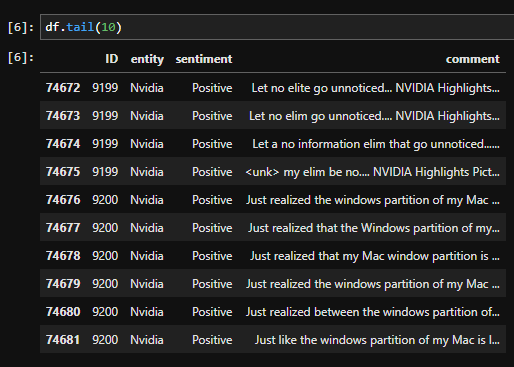 [6]: df.tail(10)
[6]:
ID entity sentiment comment
74672 9199 Nvidia Positive Let no elite go unnoticed... NVIDIA Highlights...
74673 9199 Nvidia Positive Let no elim go unnoticed.... NVIDIA Highlights...
74674 9199 Nvidia Positive Let a no information elim that go unnoticed......
74675 9199 Nvidia Positive <unk> my elim be no.... NVIDIA Highlights Pict...
74676 9200 Nvidia Positive Just realized the windows partition of my Mac ...
74677 9200 Nvidia Positive Just realized that the Windows partition of my...
74678 9200 Nvidia Positive Just realized that my Mac window partition is ...
74679 9200 Nvidia Positive Just realized the windows partition of my Mac ...
74680 9200 Nvidia Positive Just realized between the windows partition of...
74681 9200 Nvidia Positive Just like the windows partition of my Mac is l...